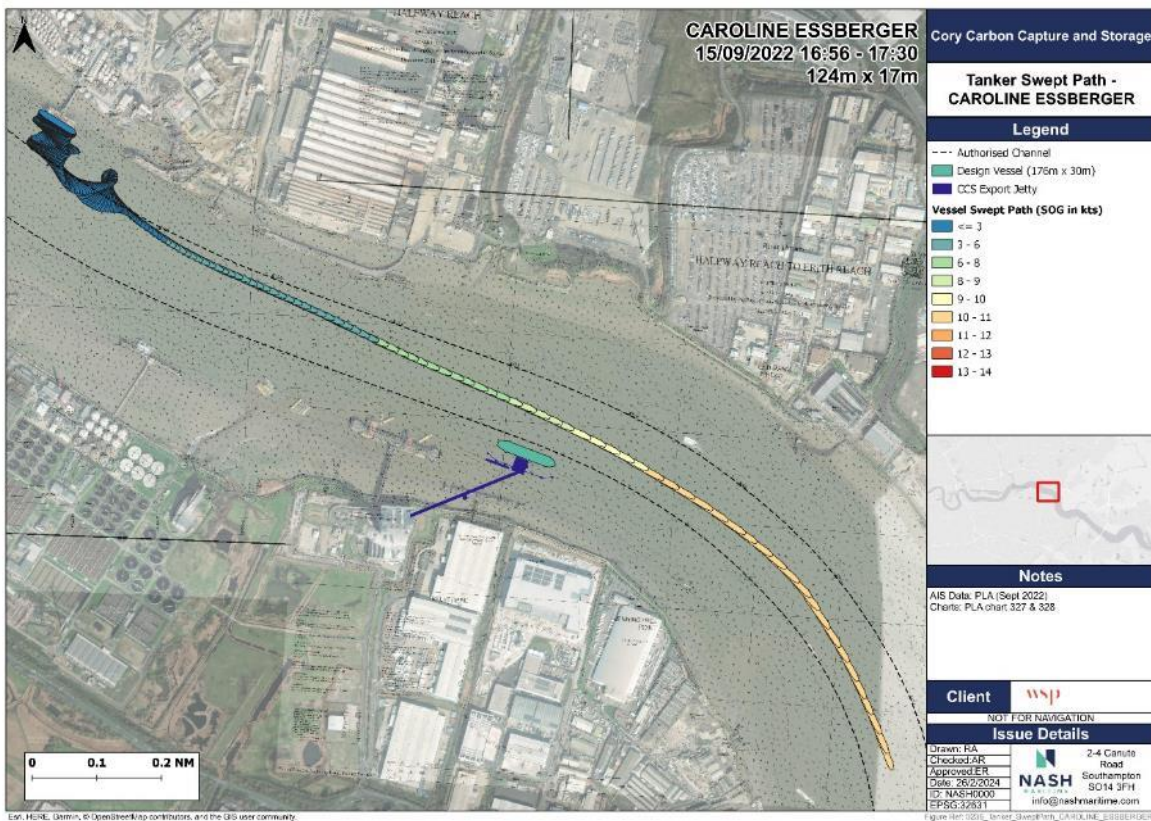 HALFWAY REACH
CAROLINE ESSBERGER
15/09/2022 16:56 - 17:30
124m x 17m
HALFWAY REACH TO ERITH REACH
0 0.1 0.2 NM
Esri, HERE, Garmin, © OpenStreetMap contributors, and the GIS user community.
Cory Carbon Capture and Storage
Tanker Swept Path -
CAROLINE ESSBERGER
Legend
Authorised Channel
Design Vessel (176m x 30m)
CCS Export Jetty
Vessel Swept Path (SOG in kts)
<= 3
3 - 6
6 - 8
8 - 9
9 - 10
10 - 11
11 - 12
12 - 13
13 - 14
Notes
AIS Data: PLA (Sept 2022)
Charts: PLA chart 327 & 328
Client
wsp
NOT FOR NAVIGATION
Issue Details
Drawn: RA
Checked:AR
Approved:ER
Date: 26/2/2024
ID: NASH0000
EPSG:32631
NASH
MARITIME
2-4 Canute
Road
Southampton
SO14 3FH
info@nashmaritime.com
Figure Ref: 0235_Tanker_SweptPath_CAROLINE_ESSBERGER